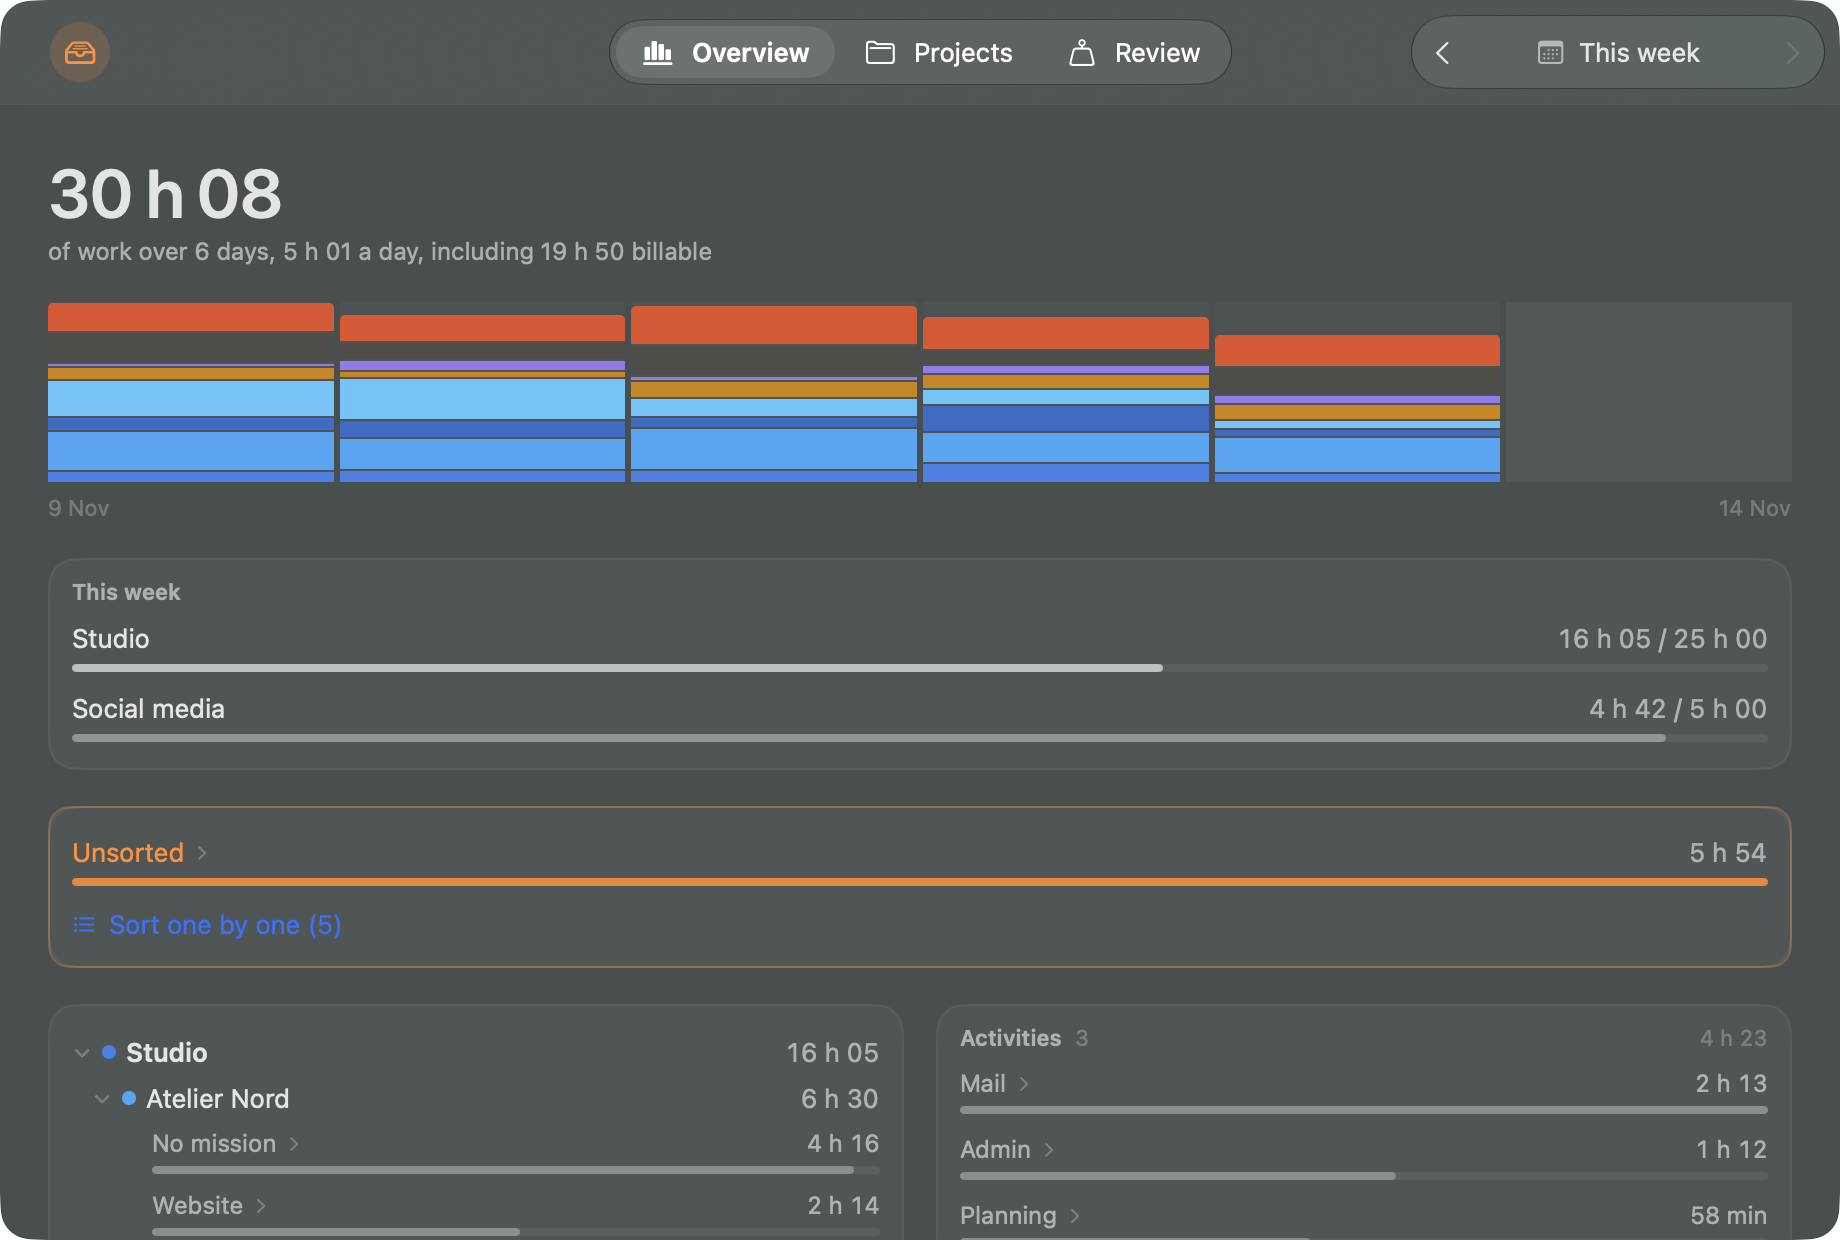 Overview
Projects
Review
This week
30 h 08
of work over 6 days, 5 h 01 a day, including 19 h 50 billable
9 Nov
14 Nov
This week
Studio
16 h 05 / 25 h 00
Social media
4 h 42 / 5 h 00
Unsorted
5 h 54
Sort one by one (5)
Studio
16 h 05
Atelier Nord
6 h 30
No mission
4 h 16
Website
2 h 14
Activities 3
4 h 23
Mail
2 h 13
Admin
1 h 12
Planning
58 min